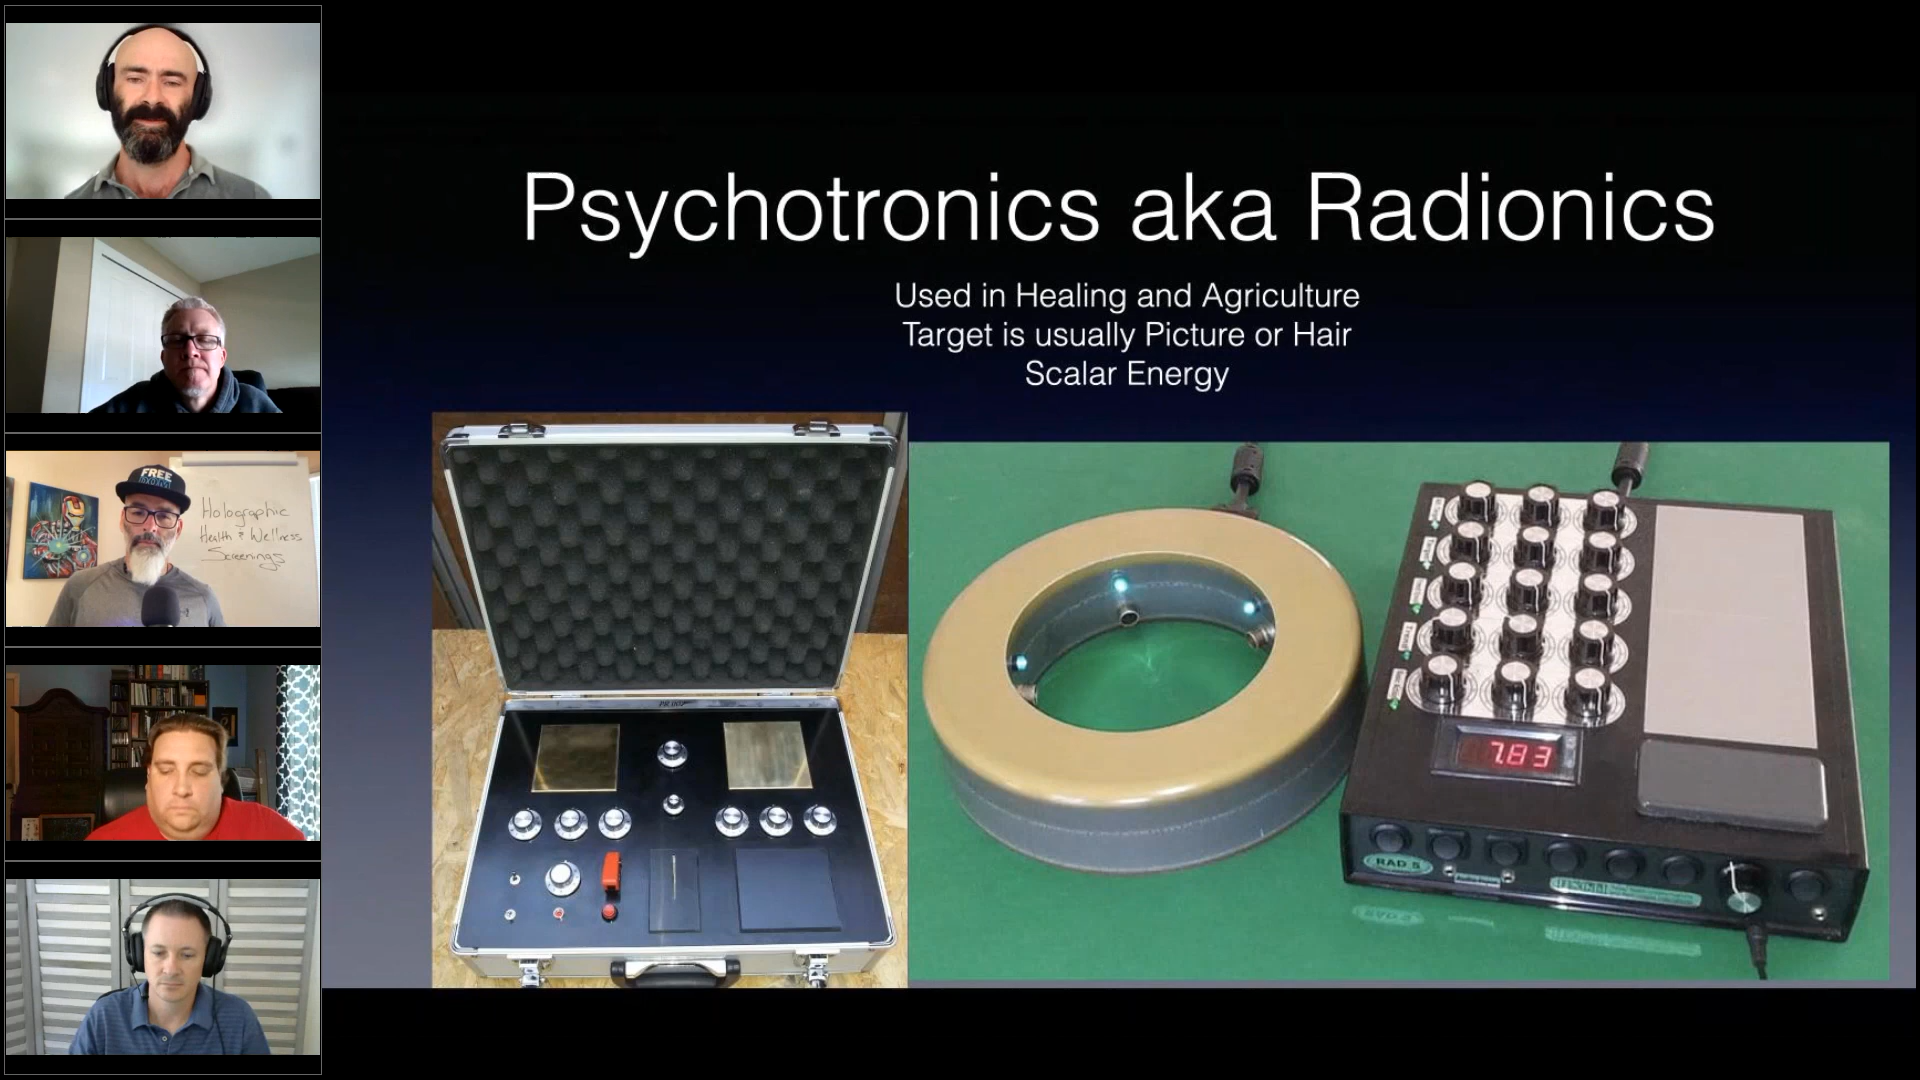 Psychotronics aka Radionics
Used in Healing and Agriculture
Target is usually Picture or Hair
Scalar Energy
FREE
Holographic
Health & Wellness
Screenings
7.83
RAD 5